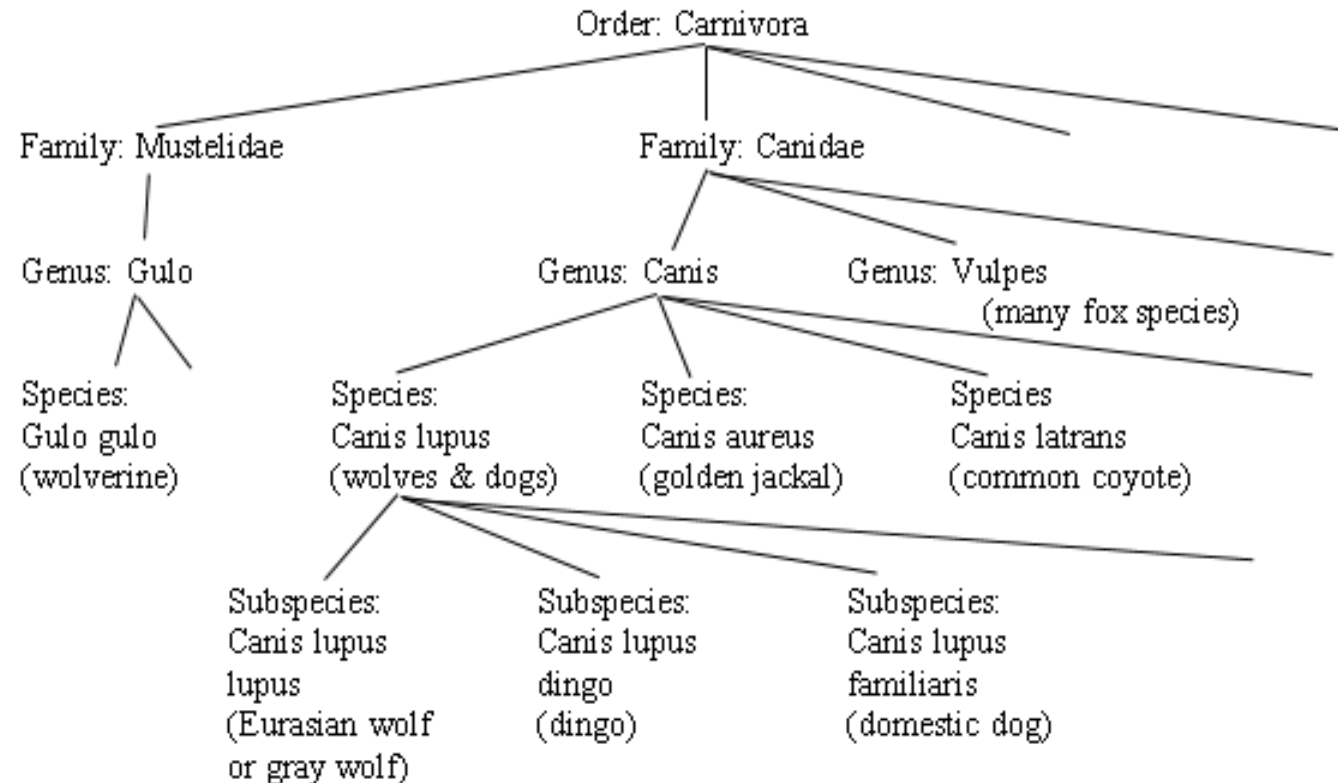 Order: Carnivora
Family: Mustelidae
Family: Canidae
Genus: Gulo
Genus: Canis
Genus: Vulpes
(many fox species)
Species:
Gulo gulo
(wolverine)
Species:
Canis lupus
(wolves & dogs)
Species:
Canis aureus
(golden jackal)
Species
Canis latrans
(common coyote)
Subspecies:
Canis lupus
lupus
(Eurasian wolf
or gray wolf)
Subspecies:
Canis lupus
dingo
(dingo)
Subspecies:
Canis lupus
familiaris
(domestic dog)